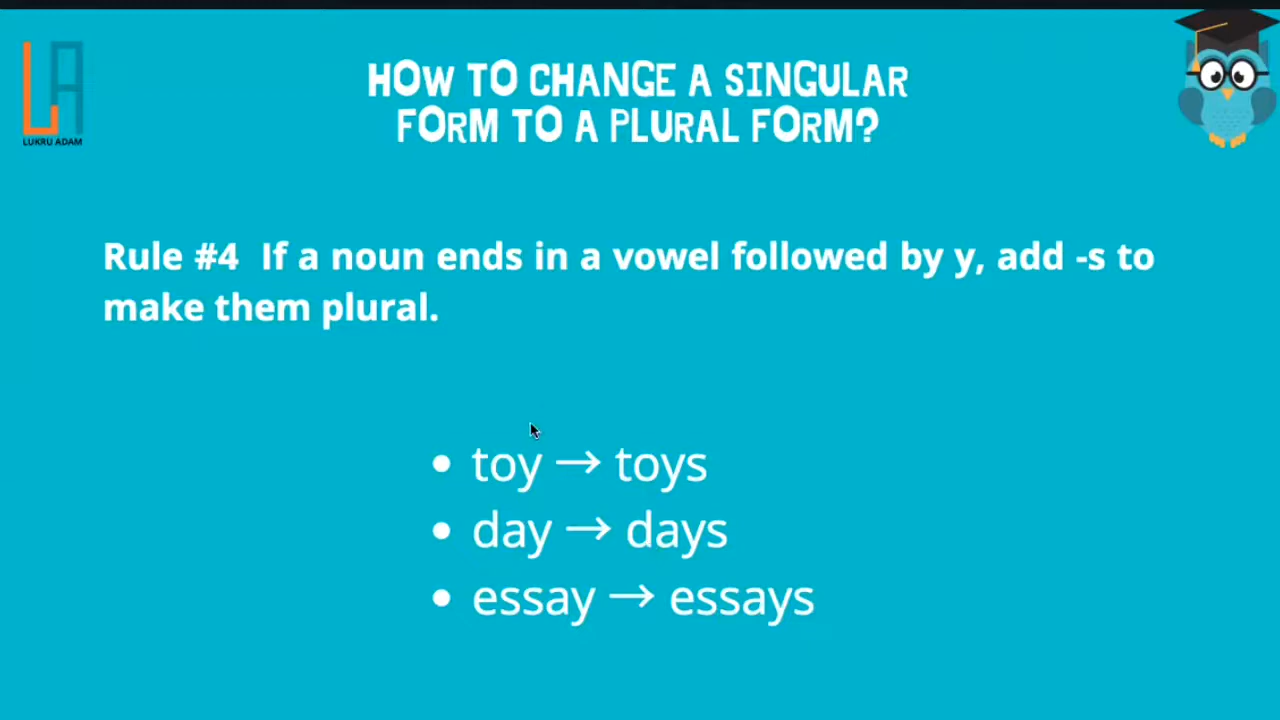 LUKRU ADAM
HOW TO CHANGE A SINGULAR
FORM TO A PLURAL FORM?
Rule #4 If a noun ends in a vowel followed by y, add -s to
make them plural.
• toy → toys
• day → days
• essay → essays